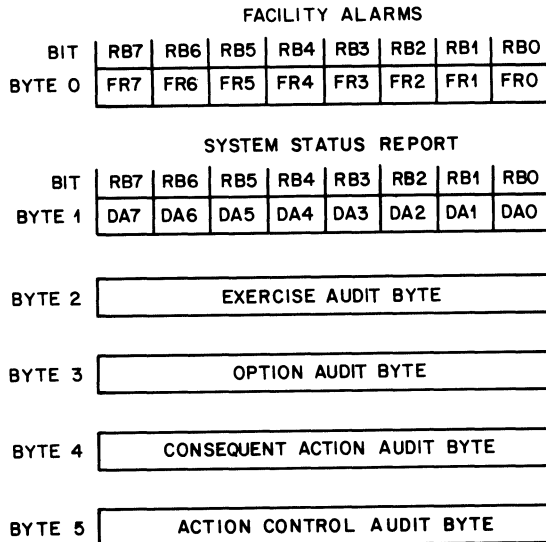 FACILITY ALARMS
BIT RB7 RB6 RB5 RB4 RB3 RB2 RB1 RB0
BYTE 0 FR7 FR6 FR5 FR4 FR3 FR2 FR1 FR0
SYSTEM STATUS REPORT
BIT RB7 RB6 RB5 RB4 RB3 RB2 RB1 RB0
BYTE 1 DA7 DA6 DA5 DA4 DA3 DA2 DA1 DA0
BYTE 2 EXERCISE AUDIT BYTE
BYTE 3 OPTION AUDIT BYTE
BYTE 4 CONSEQUENT ACTION AUDIT BYTE
BYTE 5 ACTION CONTROL AUDIT BYTE